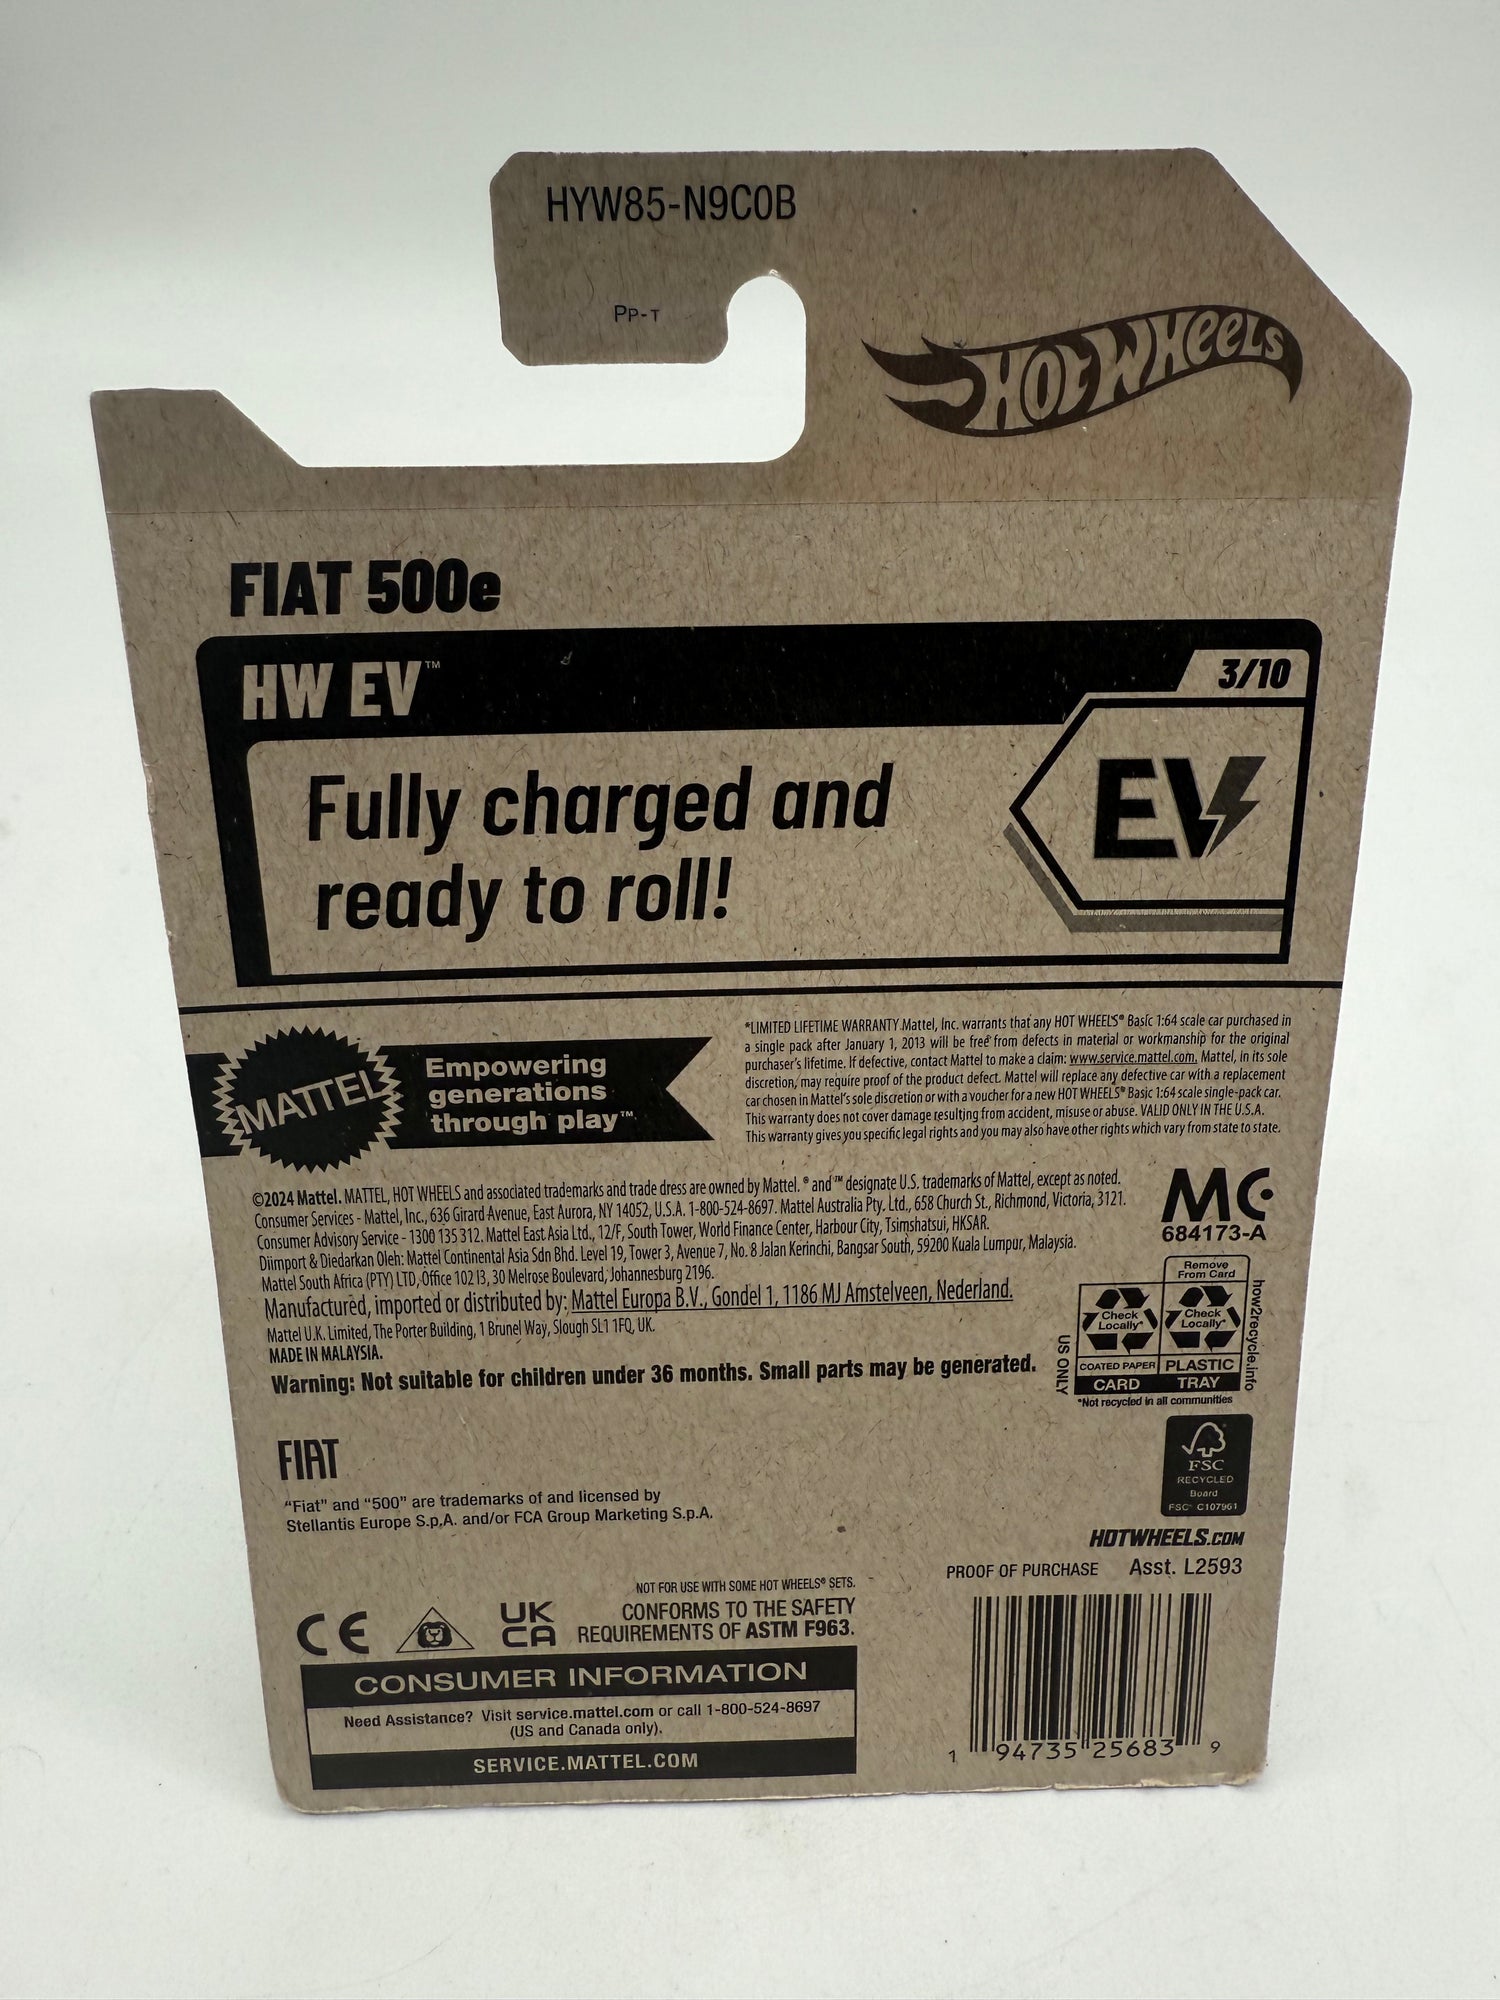 HYW85-N9C0B
Pp-T
HOT WHEELS
FIAT 500e
HW EV™
3/10
Fully charged and
ready to roll!
EV
MATTEL
Empowering
generations
through play™
*LIMITED LIFETIME WARRANTY Mattel, Inc. warrants that any HOT WHEELS® Basic 1:64 scale car purchased in
a single pack after January 1, 2013 will be free from defects in material or workmanship for the original
purchaser's lifetime. If defective, contact Mattel to make a claim: www.service.mattel.com. Mattel, in its sole
discretion, may require proof of the product defect. Mattel will replace any defective car with a replacement
car chosen in Mattel's sole discretion or with a voucher for a new HOT WHEELS® Basic 1:64 scale single-pack car.
This warranty does not cover damage resulting from accident, misuse or abuse. VALID ONLY IN THE U.S.A.
This warranty gives you specific legal rights and you may also have other rights which vary from state to state.
©2024 Mattel. MATTEL, HOT WHEELS and associated trademarks and trade dress are owned by Mattel. ® and ™ designate U.S. trademarks of Mattel, except as noted.
Consumer Services - Mattel, Inc., 636 Girard Avenue, East Aurora, NY 14052, U.S.A. 1-800-524-8697. Mattel Australia Pty. Ltd., 658 Church St., Richmond, Victoria, 3121.
Consumer Advisory Service - 1300 135 312. Mattel East Asia Ltd., 12/F, South Tower, World Finance Center, Harbour City, Tsimshatsui, HKSAR.
Diimport & Diedarkan Oleh: Mattel Continental Asia Sdn Bhd. Level 19, Tower 3, Avenue 7, No. 8 Jalan Kerinchi, Bangsar South, 59200 Kuala Lumpur, Malaysia.
Mattel South Africa (PTY) LTD, Office 102 I3, 30 Melrose Boulevard, Johannesburg 2196.
Manufactured, imported or distributed by: Mattel Europa B.V., Gondel 1, 1186 MJ Amstelveen, Nederland.
Mattel U.K. Limited, The Porter Building, 1 Brunel Way, Slough SL1 1FQ, UK.
MADE IN MALAYSIA.
Warning: Not suitable for children under 36 months. Small parts may be generated.
MC
684173-A
Remove
From Card
Check
Locally*
Check
Locally*
COATED PAPER
PLASTIC
CARD
TRAY
US ONLY
how2recycle.info
*Not recycled in all communities
FSC
RECYCLED
Board
FSC® C107961
FIAT
“Fiat” and “500” are trademarks of and licensed by
Stellantis Europe S.p.A. and/or FCA Group Marketing S.p.A.
HOTWHEELS.COM
PROOF OF PURCHASE Asst. L2593
NOT FOR USE WITH SOME HOT WHEELS® SETS.
CONFORMS TO THE SAFETY
REQUIREMENTS OF ASTM F963.
CE
UK
CA
CONSUMER INFORMATION
Need Assistance? Visit service.mattel.com or call 1-800-524-8697
(US and Canada only).
SERVICE.MATTEL.COM
1 94735 25683 9